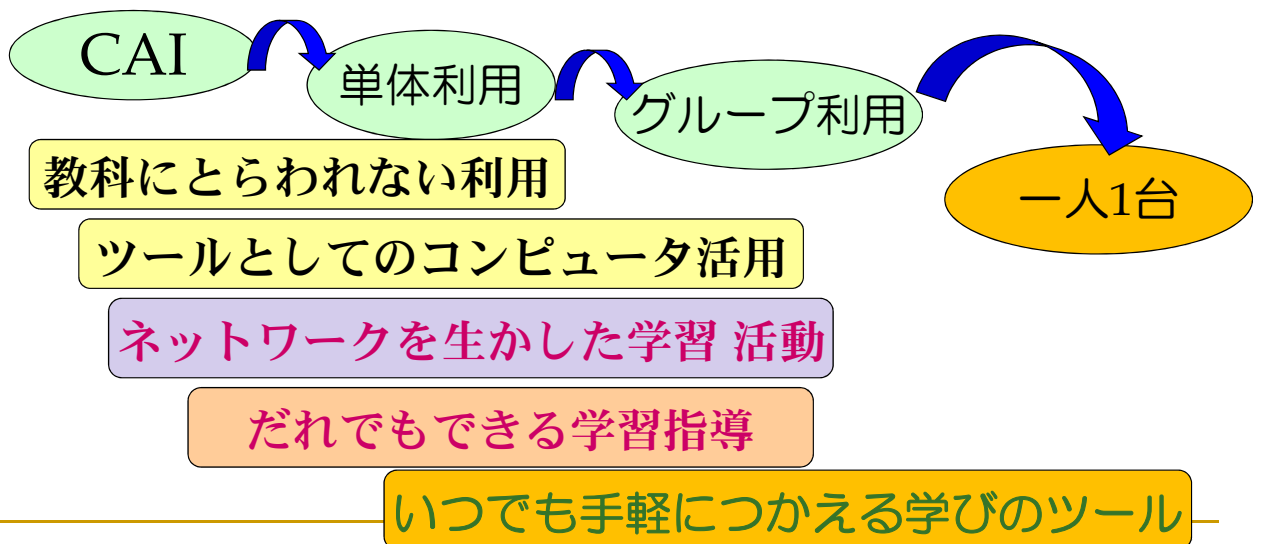 CAI
単体利用
グループ利用
一人1台
教科にとらわれない利用
ツールとしてのコンピュータ活用
ネットワークを生かした学習 活動
だれでもできる学習指導
いつでも手軽につかえる学びのツール